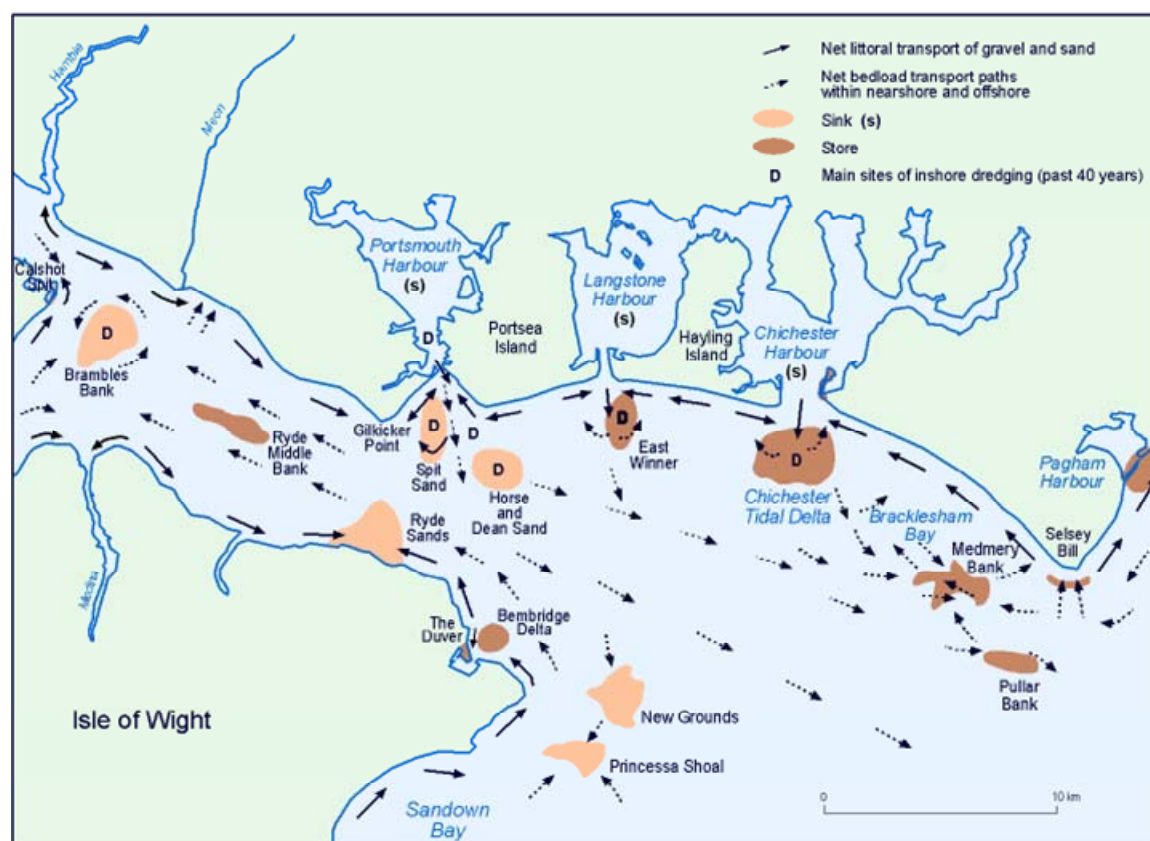 Net littoral transport of gravel and sand
Net bedload transport paths
within nearshore and offshore
Sink (s)
Store
D Main sites of inshore dredging (past 40 years)
Hamble
Meon
Calshot
Spit
D
Brambles
Bank
Portsmouth
Harbour
(s)
D
Portsea
Island
Langstone
Harbour
(s)
Hayling
Island
Chichester
Harbour
(s)
Pagham
Harbour
Ryde
Middle
Bank
Gilkicker
Point
D
Spit
Sand
D
D
Horse
and
Dean Sand
D
East
Winner
D
Chichester
Tidal Delta
Bracklesham
Bay
Medmery
Bank
Selsey
Bill
Ryde
Sands
Medina
The
Duver
Bembridge
Delta
Pullar
Bank
Isle of Wight
New Grounds
Princessa Shoal
Sandown
Bay
0 10 km